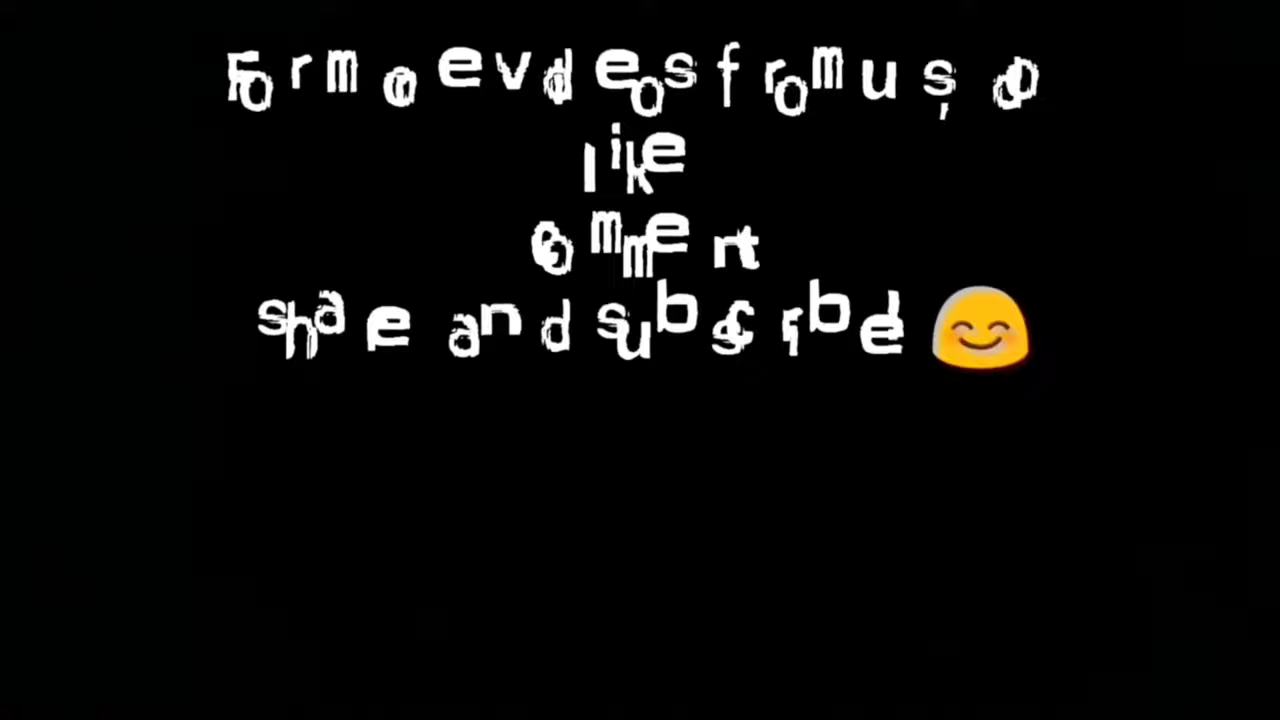 For more videos from us, do
like
Comment
share and subscribe 😊